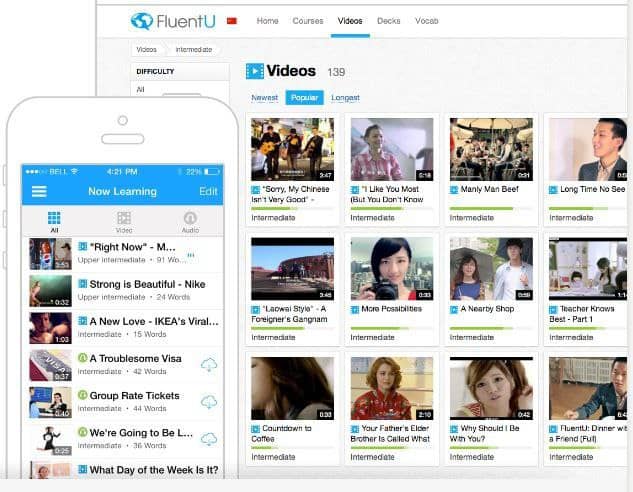 FluentU
Home Courses Videos Decks Vocab
Videos Intermediate
DIFFICULTY
All
Videos 139
Newest Popular Longest
3:47
"Sorry, My Chinese
Isn't Very Good" -
Intermediate
5:18
"I Like You Most
(But You Don't Know
Intermediate
Manly Man Beef
Intermediate
Long Time No See
Intermediate
3:45
"Laowai Style" - A
Foreigner's Gangnam
Intermediate
More Possibilities
Intermediate
0:59
A Nearby Shop
Intermediate
Teacher Knows
Best - Part 1
Intermediate
0:33
Countdown to
Coffee
Intermediate
2:10
Your Father's Elder
Brother Is Called What
Intermediate
0:42
Why Should I Be
With You?
Intermediate
FluentU: Dinner with
a Friend (Full)
Intermediate
BELL 4:21 PM 22%
Now Learning Edit
All Video Audio
3:53
"Right Now" - M...
Upper intermediate • 91 Wo...
0:32
Strong is Beautiful - Nike
Upper intermediate • 24 Words
1:03
A New Love - IKEA's Viral...
Intermediate • 15 Words
VISA
0:37
A Troublesome Visa
Intermediate • 42 Words
0:40
Group Rate Tickets
Intermediate • 44 Words
0:25
We're Going to Be L...
Intermediate • 42 Words
What Day of the Week Is It?